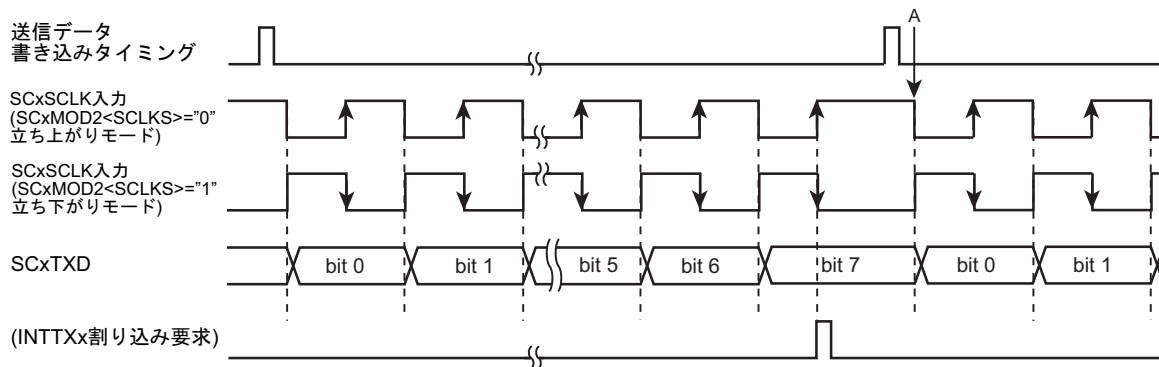 送信データ
書き込みタイミング
A
SCxSCLK入力
(SCxMOD2<SCLKS>="0"
立ち上がりモード)
SCxSCLK入力
(SCxMOD2<SCLKS>="1"
立ち下がりモード)
SCxTXD
bit 0
bit 1
bit 5
bit 6
bit 7
bit 0
bit 1
(INTTXx割り込み要求)